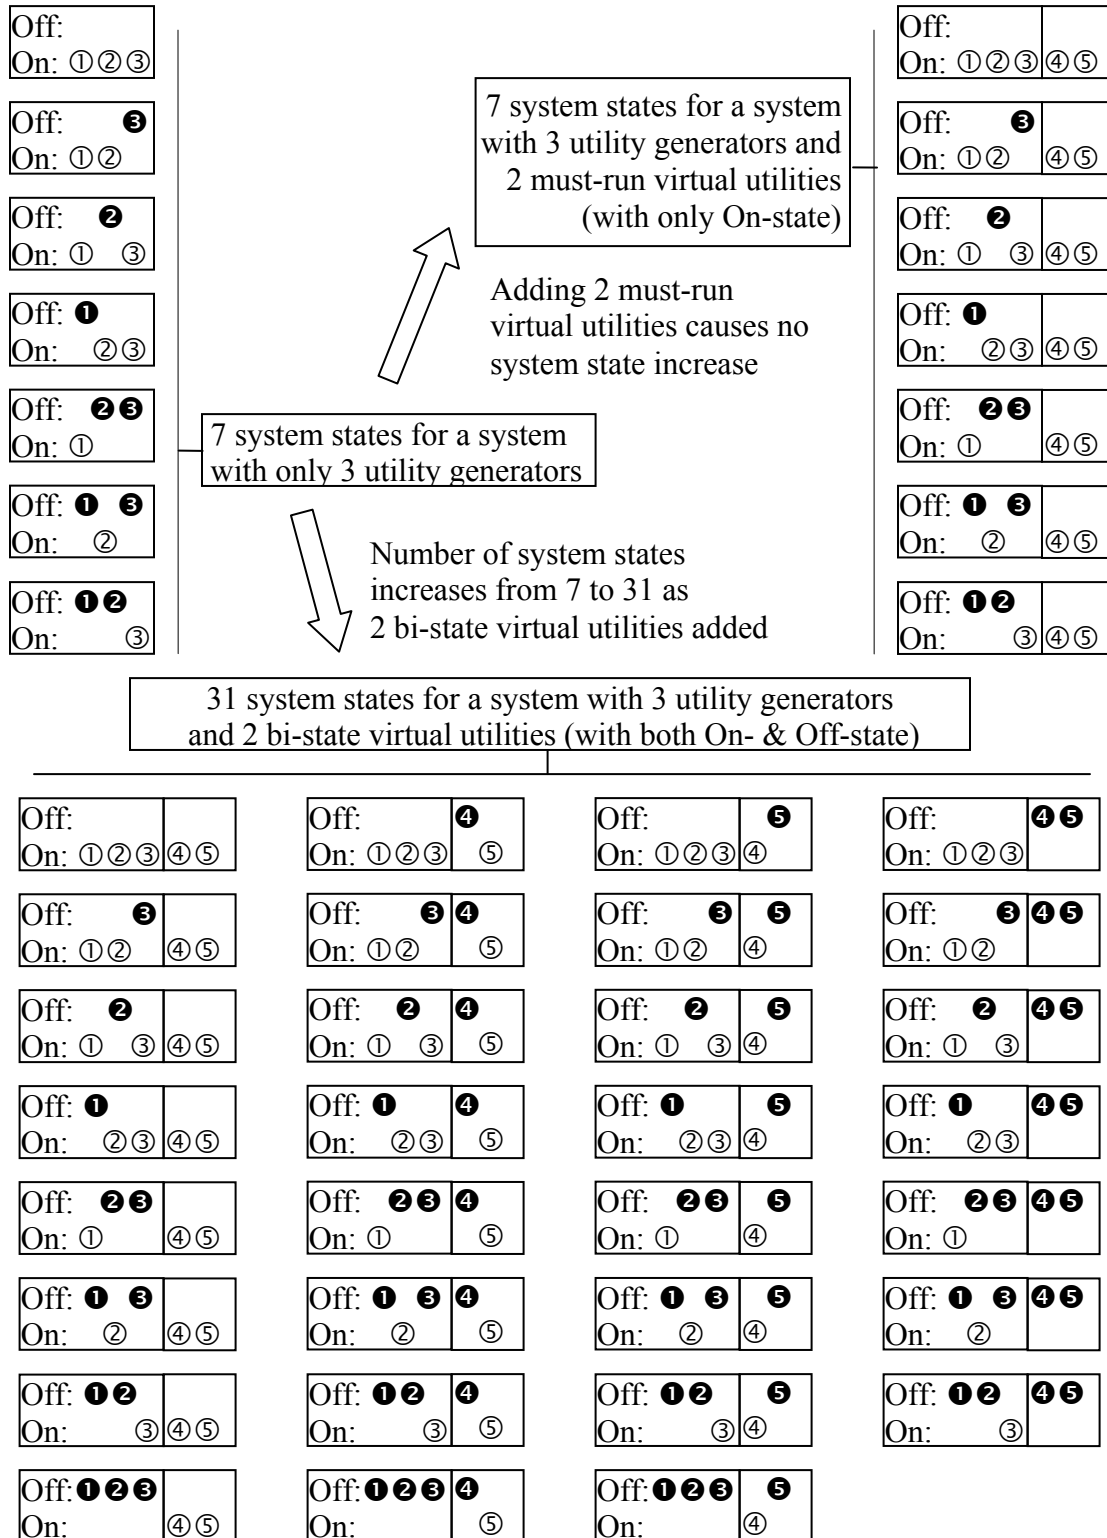 Off:
On: ①②③
Off: ❸
On: ①②
Off: ❷
On: ① ③
Off: ❶
On: ②③
Off: ❷❸
On: ①
Off: ❶ ❸
On: ②
Off: ❶❷
On: ③
7 system states for a system
with 3 utility generators and
2 must-run virtual utilities
(with only On-state)
Adding 2 must-run
virtual utilities causes no
system state increase
7 system states for a system
with only 3 utility generators
Number of system states
increases from 7 to 31 as
2 bi-state virtual utilities added
Off:
On: ①②③ ④⑤
Off: ❸
On: ①② ④⑤
Off: ❷
On: ① ③ ④⑤
Off: ❶
On: ②③ ④⑤
Off: ❷❸
On: ① ④⑤
Off: ❶ ❸
On: ② ④⑤
Off: ❶❷
On: ③ ④⑤
31 system states for a system with 3 utility generators
and 2 bi-state virtual utilities (with both On- & Off-state)
Off:
On: ①②③ ④⑤
Off: ❹
On: ①②③ ⑤
Off: ❺
On: ①②③ ④
Off: ❹❺
On: ①②③
Off: ❸
On: ①② ④⑤
Off: ❸ ❹
On: ①② ⑤
Off: ❸ ❺
On: ①② ④
Off: ❸ ❹❺
On: ①②
Off: ❷
On: ① ③ ④⑤
Off: ❷ ❹
On: ① ③ ⑤
Off: ❷ ❺
On: ① ③ ④
Off: ❷ ❹❺
On: ① ③
Off: ❶
On: ②③ ④⑤
Off: ❶ ❹
On: ②③ ⑤
Off: ❶ ❺
On: ②③ ④
Off: ❶ ❹❺
On: ②③
Off: ❷❸
On: ① ④⑤
Off: ❷❸ ❹
On: ① ⑤
Off: ❷❸ ❺
On: ① ④
Off: ❷❸ ❹❺
On: ①
Off: ❶ ❸
On: ② ④⑤
Off: ❶ ❸ ❹
On: ② ⑤
Off: ❶ ❸ ❺
On: ② ④
Off: ❶ ❸ ❹❺
On: ②
Off: ❶❷
On: ③ ④⑤
Off: ❶❷ ❹
On: ③ ⑤
Off: ❶❷ ❺
On: ③ ④
Off: ❶❷ ❹❺
On: ③
Off: ❶❷❸
On: ④⑤
Off: ❶❷❸ ❹
On: ⑤
Off: ❶❷❸ ❺
On: ④